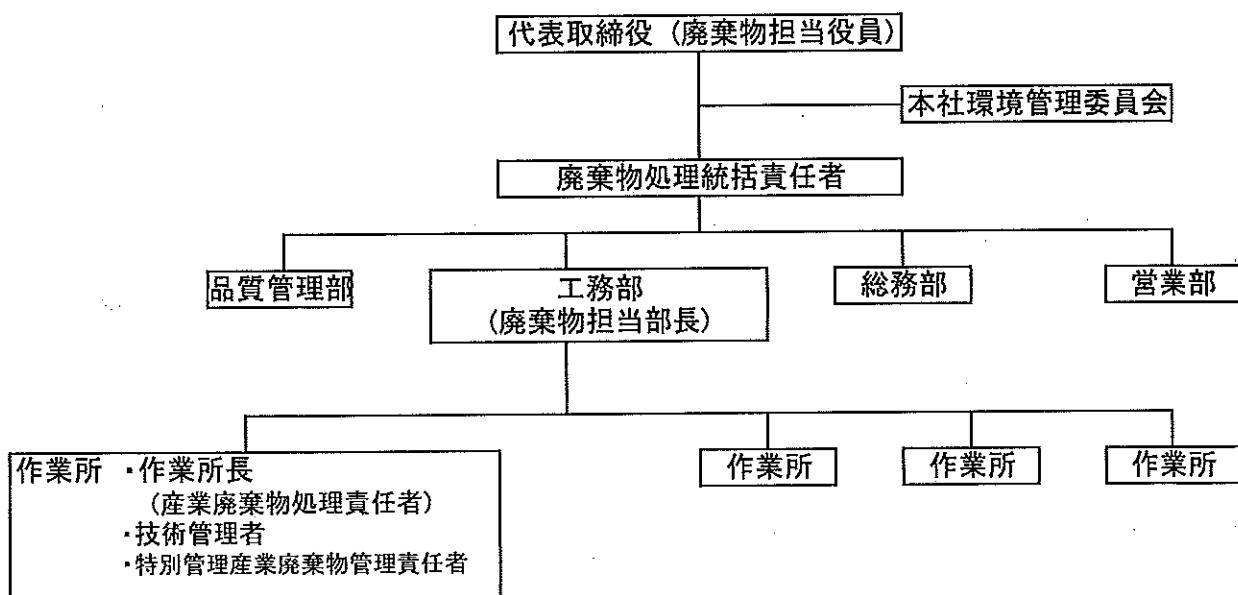 代表取締役（廃棄物担当役員）
本社環境管理委員会
廃棄物処理統括責任者
品質管理部
工務部
（廃棄物担当部長）
総務部
営業部
作業所 ・作業所長
（産業廃棄物処理責任者）
・技術管理者
・特別管理産業廃棄物管理責任者
作業所
作業所
作業所